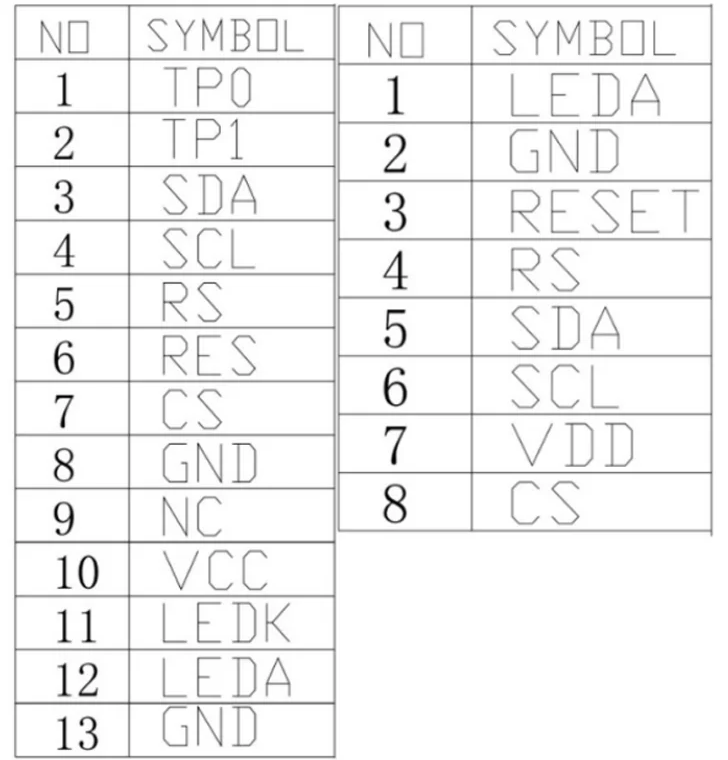 NO SYMBOL
1 TP0
2 TP1
3 SDA
4 SCL
5 RS
6 RES
7 CS
8 GND
9 NC
10 VCC
11 LEDK
12 LEDA
13 GND
NO SYMBOL
1 LEDA
2 GND
3 RESET
4 RS
5 SDA
6 SCL
7 VDD
8 CS